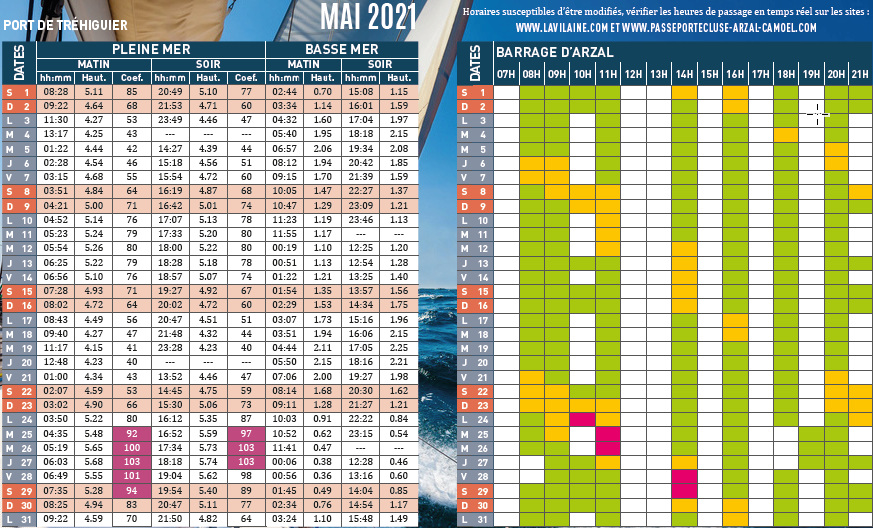 PORT DE TRÉHIGUIER
MAI 2021
Horaires susceptibles d'être modifiés, vérifier les heures de passage en temps réel sur les sites :
WWW.LAVILAINE.COM ET WWW.PASSEPORTECLUSE-ARZAL-CAMOEL.COM
DATES PLEINE MER BASSE MER
MATIN SOIR MATIN SOIR
hh:mm Haut. Coef. hh:mm Haut. Coef. hh:mm Haut. hh:mm Haut.
S 1 08:28 5.11 85 20:49 5.10 77 02:44 0.70 15:08 1.15
D 2 09:22 4.64 68 21:53 4.71 60 03:34 1.14 16:01 1.59
L 3 11:30 4.27 53 23:49 4.46 47 04:32 1.60 17:04 1.97
M 4 13:17 4.25 43 --- --- --- 05:40 1.95 18:18 2.15
M 5 01:22 4.44 42 14:27 4.39 44 06:57 2.06 19:34 2.08
J 6 02:28 4.54 46 15:18 4.56 51 08:12 1.94 20:42 1.85
V 7 03:15 4.68 55 15:54 4.72 60 09:15 1.70 21:39 1.59
S 8 03:51 4.84 64 16:19 4.87 68 10:05 1.47 22:27 1.37
D 9 04:21 5.00 71 16:42 5.01 74 10:47 1.29 23:09 1.21
L 10 04:52 5.14 76 17:07 5.13 78 11:23 1.19 23:46 1.13
M 11 05:23 5.24 79 17:33 5.20 80 11:55 1.17 --- ---
M 12 05:54 5.26 80 18:00 5.22 80 00:19 1.10 12:25 1.20
J 13 06:25 5.22 79 18:28 5.18 78 00:51 1.13 12:54 1.28
V 14 06:56 5.10 76 18:57 5.07 74 01:22 1.21 13:25 1.40
S 15 07:28 4.93 71 19:27 4.92 67 01:54 1.35 13:57 1.56
D 16 08:02 4.72 64 20:02 4.72 60 02:29 1.53 14:34 1.75
L 17 08:43 4.49 56 20:47 4.51 51 03:07 1.73 15:16 1.96
M 18 09:40 4.27 47 21:48 4.32 44 03:51 1.94 16:06 2.15
M 19 11:17 4.15 41 23:28 4.23 40 04:44 2.11 17:05 2.25
J 20 12:48 4.23 40 --- --- --- 05:50 2.15 18:16 2.21
V 21 01:00 4.34 43 13:52 4.46 47 07:06 2.00 19:27 1.98
S 22 02:07 4.59 53 14:45 4.75 59 08:14 1.68 20:30 1.62
D 23 03:02 4.90 66 15:30 5.06 73 09:11 1.28 21:27 1.21
L 24 03:50 5.22 80 16:12 5.35 87 10:03 0.91 22:22 0.84
M 25 04:35 5.48 92 16:52 5.59 97 10:52 0.62 23:15 0.54
M 26 05:19 5.65 100 17:34 5.73 103 11:41 0.47 --- ---
J 27 06:03 5.68 103 18:18 5.74 103 00:06 0.38 12:28 0.46
V 28 06:49 5.55 101 19:04 5.62 98 00:56 0.36 13:16 0.60
S 29 07:35 5.28 94 19:54 5.40 89 01:45 0.49 14:04 0.85
D 30 08:25 4.94 83 20:47 5.11 77 02:34 0.76 14:54 1.17
L 31 09:22 4.59 70 21:50 4.82 64 03:24 1.10 15:48 1.49
DATES BARRAGE D'ARZAL
07H 08H 09H 10H 11H 12H 13H 14H 15H 16H 17H 18H 19H 20H 21H
S 1
D 2
L 3
M 4
M 5
J 6
V 7
S 8
D 9
L 10
M 11
M 12
J 13
V 14
S 15
D 16
L 17
M 18
M 19
J 20
V 21
S 22
D 23
L 24
M 25
M 26
J 27
V 28
S 29
D 30
L 31